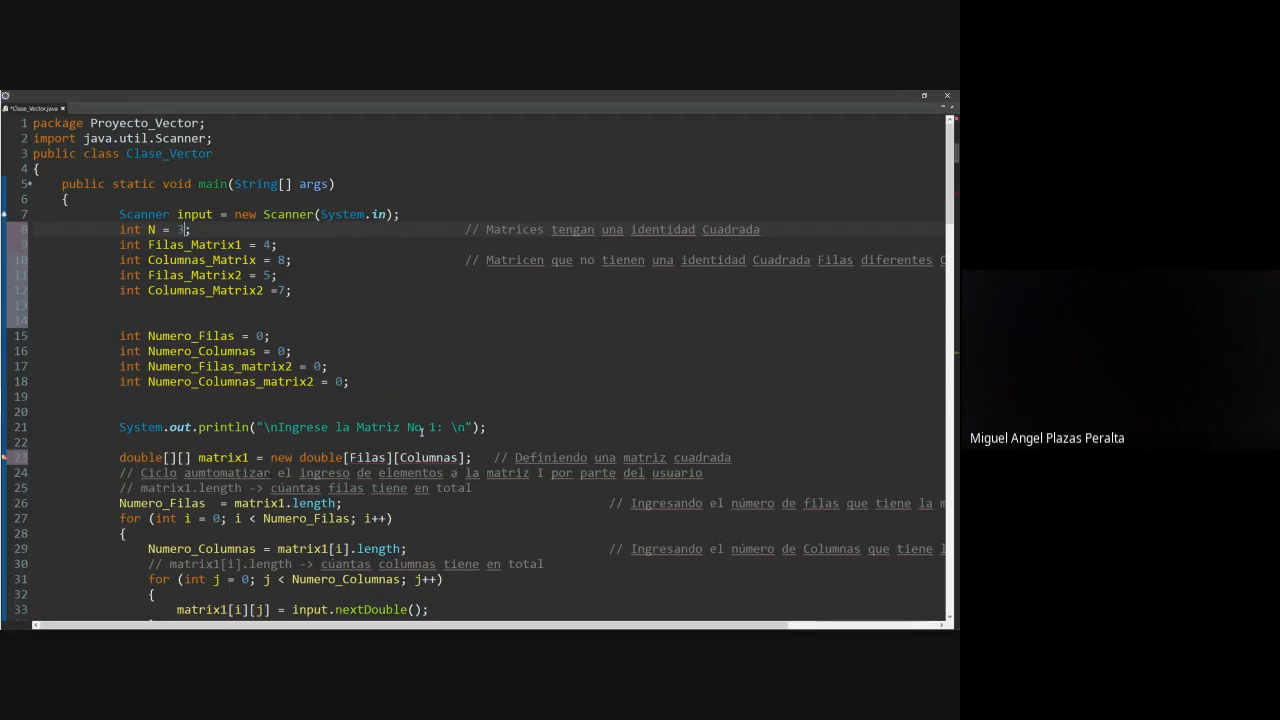 *Clase_Vector.java
1 package Proyecto_Vector;
2 import java.util.Scanner;
3 public class Clase_Vector
4 {
5 public static void main(String[] args)
6 {
7 Scanner input = new Scanner(System.in);
8 int N = 3; // Matrices tengan una identidad Cuadrada
9 int Filas_Matrix1 = 4;
10 int Columnas_Matrix = 8; // Matricen que no tienen una identidad Cuadrada Filas diferentes C
11 int Filas_Matrix2 = 5;
12 int Columnas_Matrix2 =7;
13
14
15 int Numero_Filas = 0;
16 int Numero_Columnas = 0;
17 int Numero_Filas_matrix2 = 0;
18 int Numero_Columnas_matrix2 = 0;
19
20
21 System.out.println("\nIngrese la Matriz No 1: \n");
22
23 double[][] matrix1 = new double[Filas][Columnas]; // Definiendo una matriz cuadrada
24 // Ciclo aumtomatizar el ingreso de elementos a la matriz I por parte del usuario
25 // matrix1.length -> cúantas filas tiene en total
26 Numero_Filas = matrix1.length; // Ingresando el número de filas que tiene la m
27 for (int i = 0; i < Numero_Filas; i++)
28 {
29 Numero_Columnas = matrix1[i].length; // Ingresando el número de Columnas que tiene l
30 // matrix1[i].length -> cúantas columnas tiene en total
31 for (int j = 0; j < Numero_Columnas; j++)
32 {
33 matrix1[i][j] = input.nextDouble();
Miguel Angel Plazas Peralta